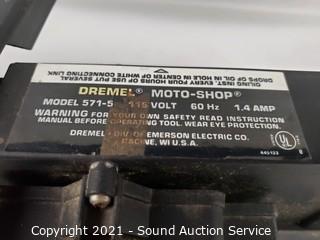 OILING INST. EVERY FOUR HOURS OF USE PUT SEVERAL
DROPS OF OIL IN HOLE IN CENTER OF WHITE CONNECTING LINK
DREMEL® MOTO-SHOP®
MODEL 571-5 115 VOLT 60 Hz 1.4 AMP
WARNING FOR YOUR OWN SAFETY READ INSTRUCTION
MANUAL BEFORE OPERATING TOOL. WEAR EYE PROTECTION.
DREMEL - DIV. OF EMERSON ELECTRIC CO.
RACINE, WI U.S.A.
UL
Copyright 2021 - Sound Auction Service